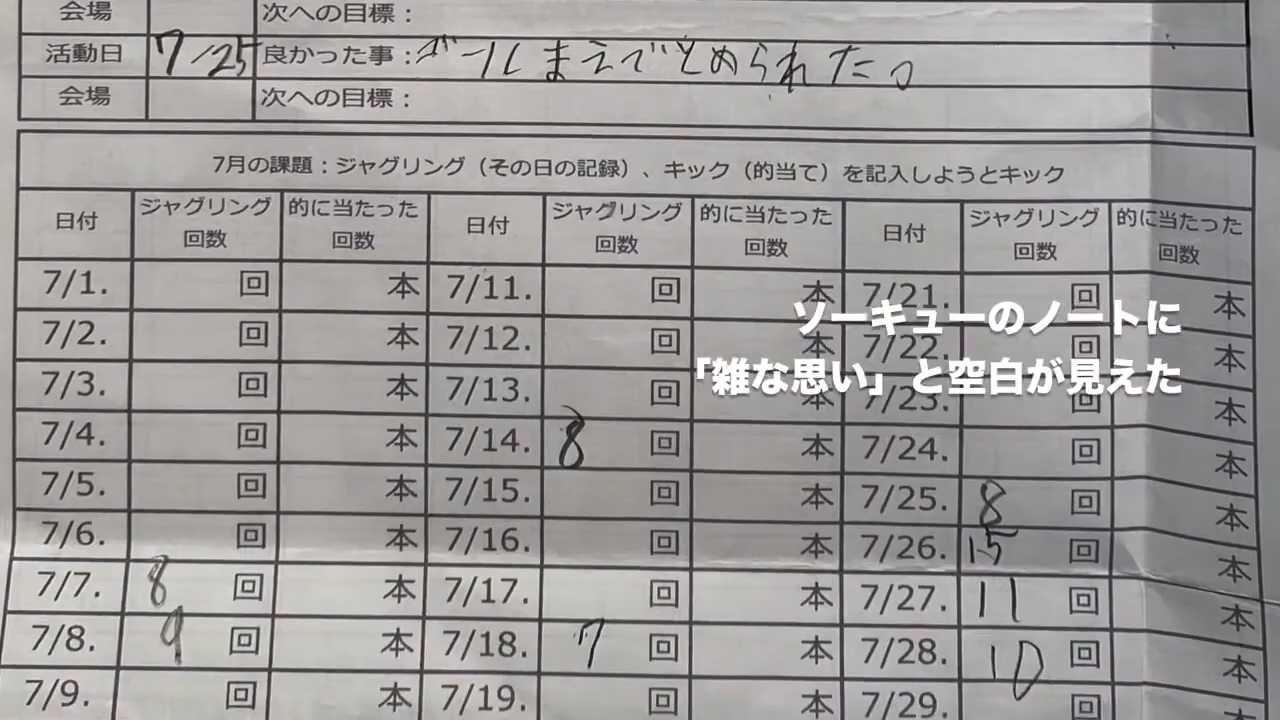 会場 次への目標：
活動日 7/25 良かった事：ゴールまえでとめられた。
会場 次への目標：
7月の課題：ジャグリング（その日の記録）、キック（的当て）を記入しようとキック
日付 ジャグリング回数 的に当たった回数 日付 ジャグリング回数 的に当たった回数 日付 ジャグリング回数 的に当たった回数
7/1. 回 本 7/11. 回 本 7/21. 回 本
7/2. 回 本 7/12. 回 本 7/22. 回 本
7/3. 回 本 7/13. 回 本 7/23. 回 本
7/4. 回 本 7/14. 8 回 本 7/24. 回 本
7/5. 回 本 7/15. 回 本 7/25. 8 回 本
7/6. 回 本 7/16. 回 本 7/26. 15 回 本
7/7. 8 回 本 7/17. 回 本 7/27. 11 回 本
7/8. 9 回 本 7/18. 7 回 本 7/28. 10 回 本
7/9. 回 本 7/19. 回 本 7/29. 回 本
ソーキューのノートに
「雑な思い」と空白が見えた